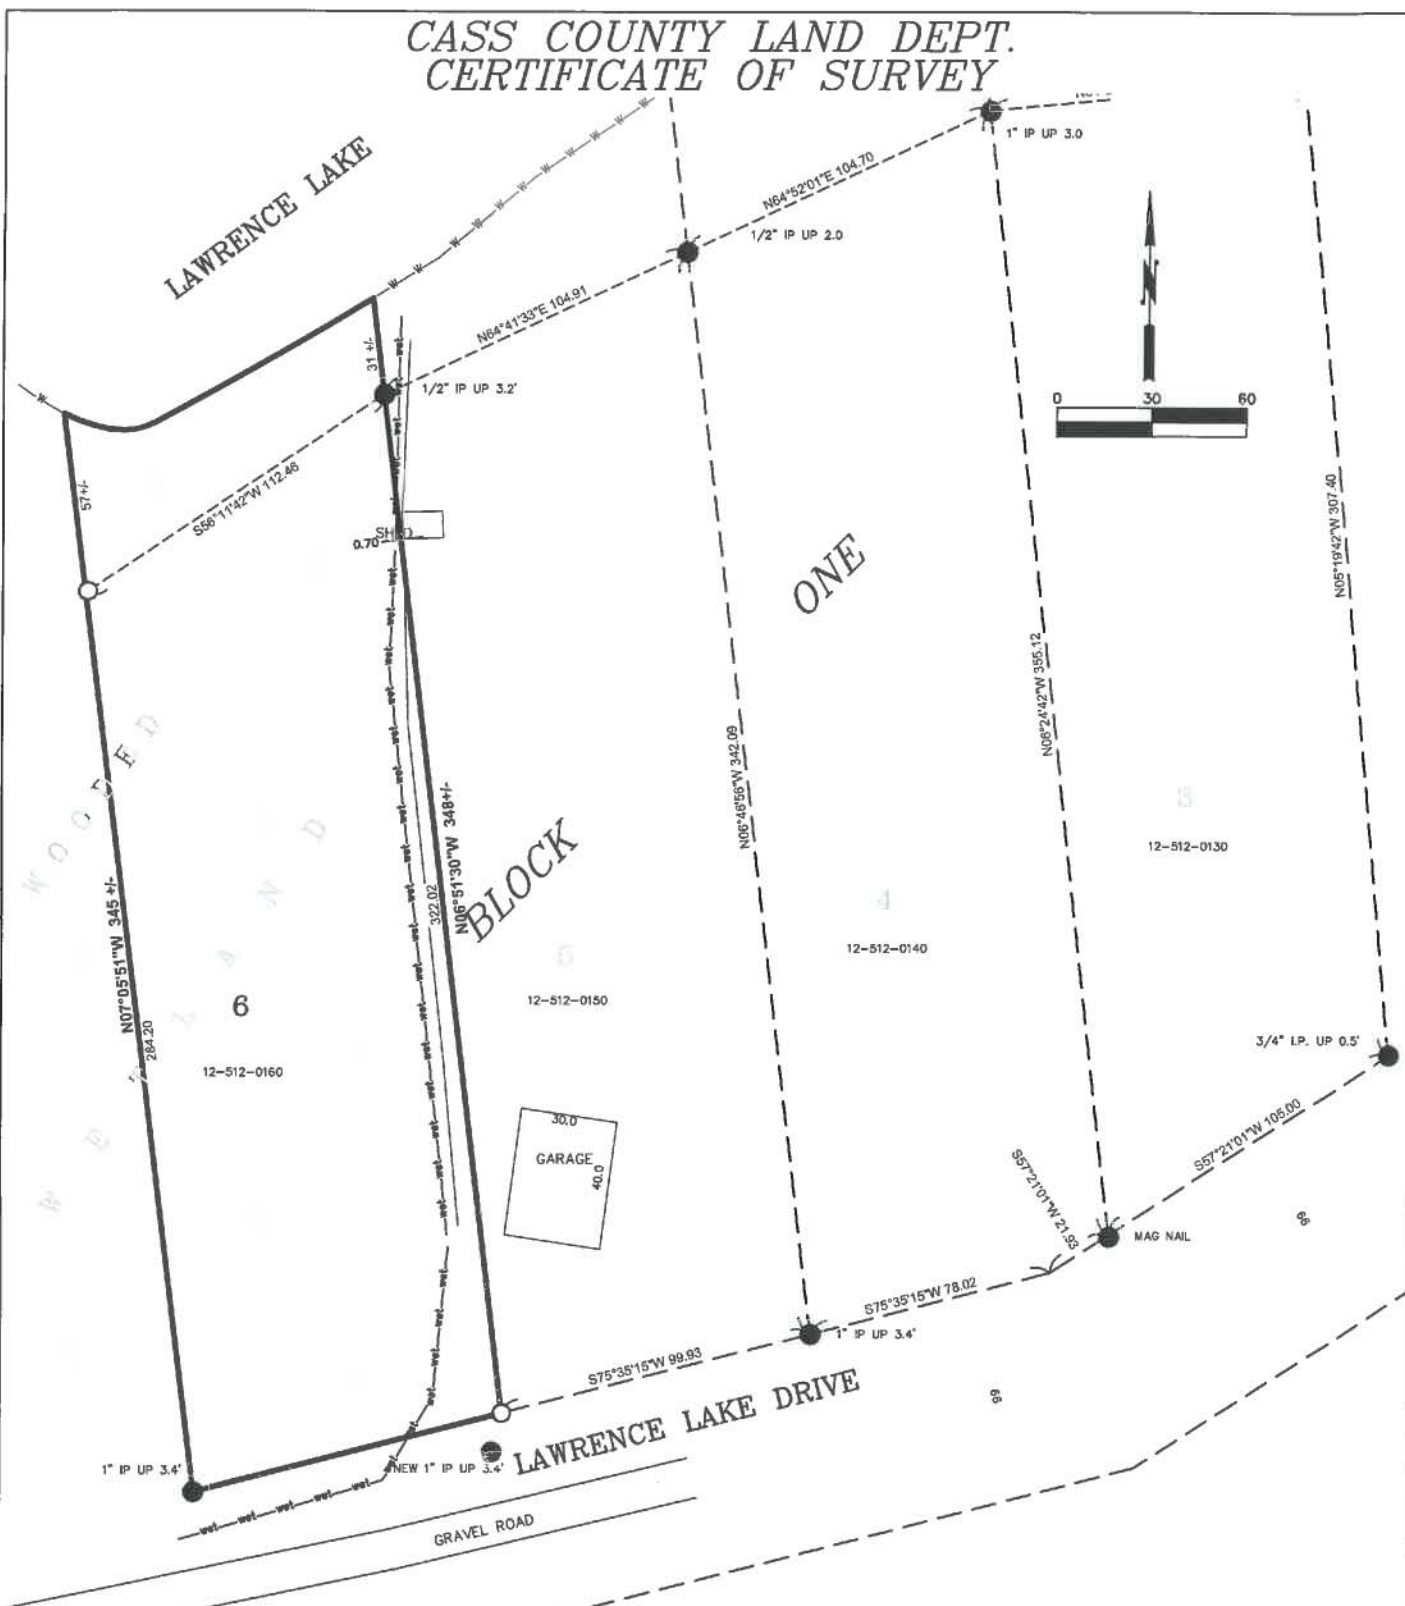 CASS COUNTY LAND DEPT.
CERTIFICATE OF SURVEY
LAWRENCE LAKE
1" IP UP 3.0
N64°52'01"E 104.70
1/2" IP UP 2.0
N64°41'33"E 104.91
31 +/-
1/2" IP UP 3.2'
N
0 30 60
57+/-
S56°11'42"W 112.46
SHED
0.70
ONE
N05°19'42"W 307.40
N06°24'42"W 355.12
N06°46'56"W 342.09
WOODED
WETLAND
N06°51'30"W 348+/-
322.02
BLOCK
3
12-512-0130
4
12-512-0140
5
12-512-0150
N07°05'51"W 345 +/-
284.20
6
12-512-0160
3/4" I.P. UP 0.5'
30.0
GARAGE
40.0
S57°21'01"W 105.00
S57°21'01"W 21.93
MAG NAIL
66
S75°35'15"W 78.02
1" IP UP 3.4'
S75°35'15"W 99.93
66
LAWRENCE LAKE DRIVE
1" IP UP 3.4'
NEW 1" IP UP 3.4'
GRAVEL ROAD